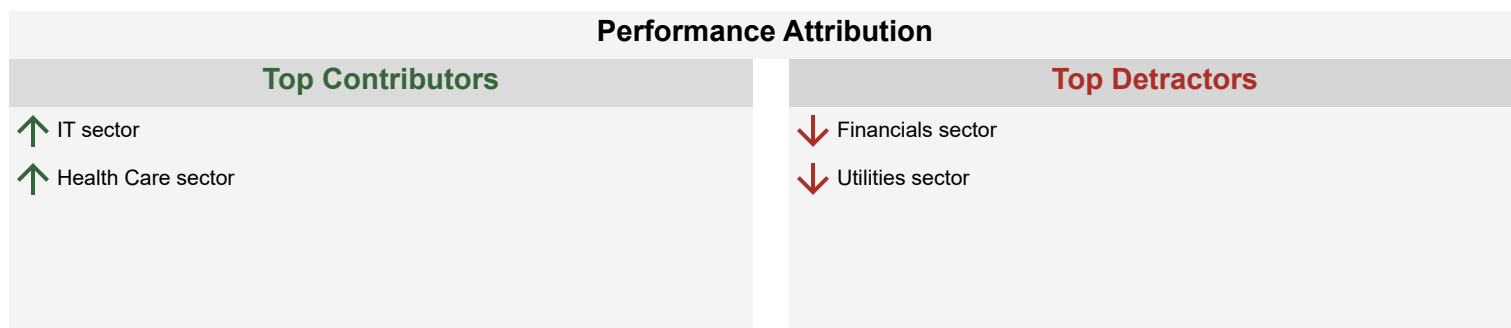 Performance Attribution
Top Contributors
IT sector
Health Care sector
Top Detractors
Financials sector
Utilities sector